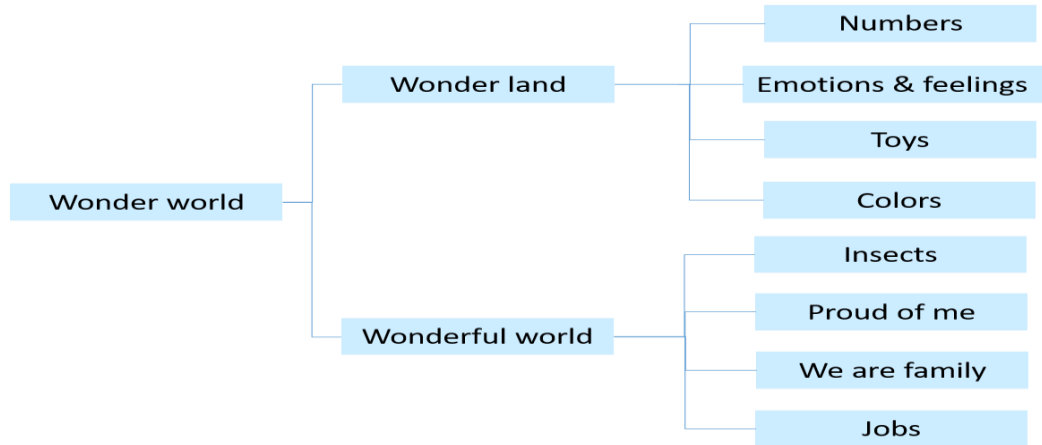 Numbers
Wonder land
Emotions & feelings
Toys
Wonder world
Colors
Insects
Proud of me
Wonderful world
We are family
Jobs